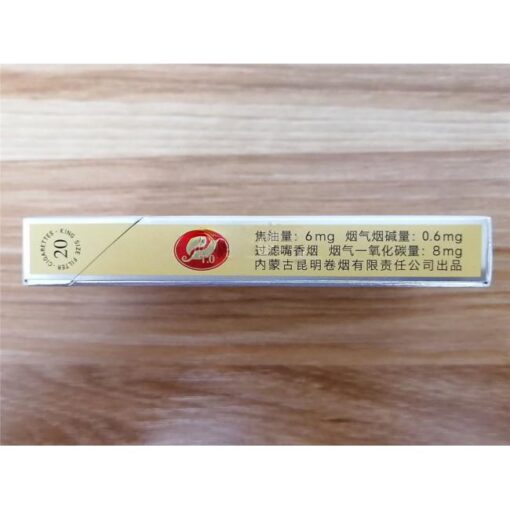 CIGARETTES · KING SIZE FILTER ·
20
1.0
焦油量：6mg 烟气烟碱量：0.6mg
过滤嘴香烟 烟气一氧化碳量：8mg
内蒙古昆明卷烟有限责任公司出品